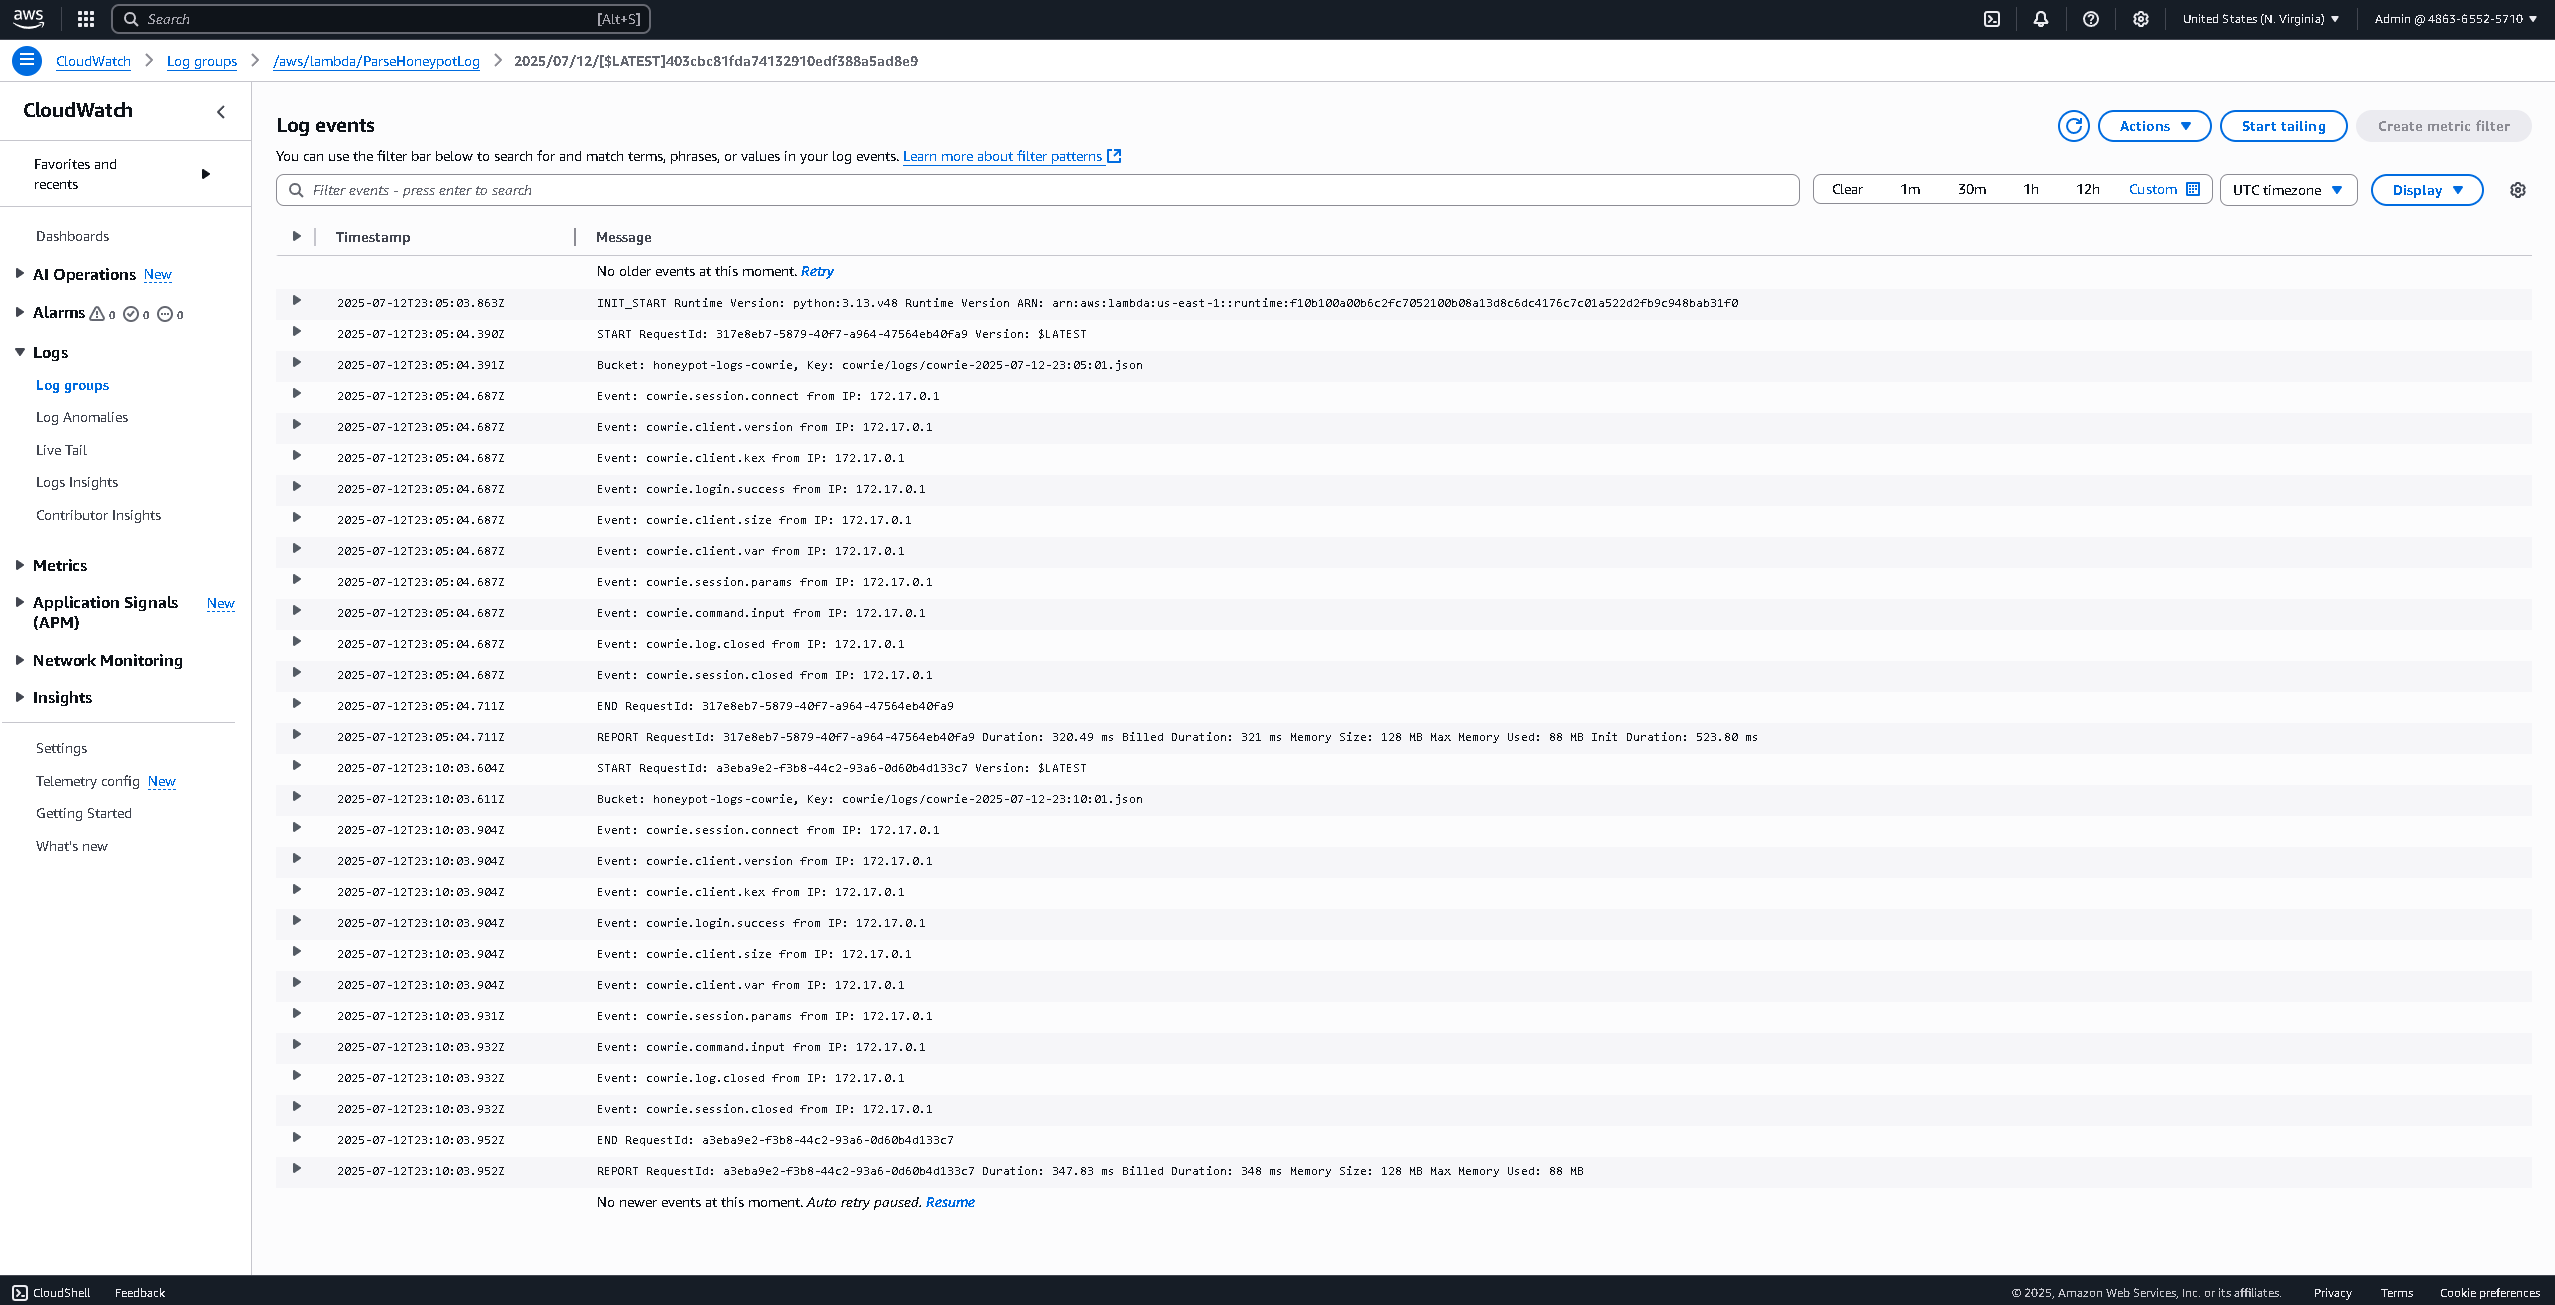 aws Search [Alt+S] United States (N. Virginia) Admin @ 4863-6552-5710
CloudWatch Log groups /aws/lambda/ParseHoneypotLog 2025/07/12/[$LATEST]403cbc81fda74132910edf388a5ad8e9
CloudWatch
Favorites and
recents
Dashboards
AI Operations New
Alarms 0 0 0
Logs
Log groups
Log Anomalies
Live Tail
Logs Insights
Contributor Insights
Metrics
Application Signals New
(APM)
Network Monitoring
Insights
Settings
Telemetry config New
Getting Started
What's new
Log events
Actions Start tailing Create metric filter
You can use the filter bar below to search for and match terms, phrases, or values in your log events. Learn more about filter patterns
Filter events - press enter to search Clear 1m 30m 1h 12h Custom UTC timezone Display
Timestamp Message
No older events at this moment. Retry
2025-07-12T23:05:03.863Z INIT_START Runtime Version: python:3.13.v48 Runtime Version ARN: arn:aws:lambda:us-east-1::runtime:f10b100a00b6c2fc7052100b08a13d8c6dc4176c7c01a522d2fb9c948bab31f0
2025-07-12T23:05:04.390Z START RequestId: 317e8eb7-5879-40f7-a964-47564eb40fa9 Version: $LATEST
2025-07-12T23:05:04.391Z Bucket: honeypot-logs-cowrie, Key: cowrie/logs/cowrie-2025-07-12-23:05:01.json
2025-07-12T23:05:04.687Z Event: cowrie.session.connect from IP: 172.17.0.1
2025-07-12T23:05:04.687Z Event: cowrie.client.version from IP: 172.17.0.1
2025-07-12T23:05:04.687Z Event: cowrie.client.kex from IP: 172.17.0.1
2025-07-12T23:05:04.687Z Event: cowrie.login.success from IP: 172.17.0.1
2025-07-12T23:05:04.687Z Event: cowrie.client.size from IP: 172.17.0.1
2025-07-12T23:05:04.687Z Event: cowrie.client.var from IP: 172.17.0.1
2025-07-12T23:05:04.687Z Event: cowrie.session.params from IP: 172.17.0.1
2025-07-12T23:05:04.687Z Event: cowrie.command.input from IP: 172.17.0.1
2025-07-12T23:05:04.687Z Event: cowrie.log.closed from IP: 172.17.0.1
2025-07-12T23:05:04.687Z Event: cowrie.session.closed from IP: 172.17.0.1
2025-07-12T23:05:04.711Z END RequestId: 317e8eb7-5879-40f7-a964-47564eb40fa9
2025-07-12T23:05:04.711Z REPORT RequestId: 317e8eb7-5879-40f7-a964-47564eb40fa9 Duration: 320.49 ms Billed Duration: 321 ms Memory Size: 128 MB Max Memory Used: 88 MB Init Duration: 523.80 ms
2025-07-12T23:10:03.604Z START RequestId: a3eba9e2-f3b8-44c2-93a6-0d60b4d133c7 Version: $LATEST
2025-07-12T23:10:03.611Z Bucket: honeypot-logs-cowrie, Key: cowrie/logs/cowrie-2025-07-12-23:10:01.json
2025-07-12T23:10:03.904Z Event: cowrie.session.connect from IP: 172.17.0.1
2025-07-12T23:10:03.904Z Event: cowrie.client.version from IP: 172.17.0.1
2025-07-12T23:10:03.904Z Event: cowrie.client.kex from IP: 172.17.0.1
2025-07-12T23:10:03.904Z Event: cowrie.login.success from IP: 172.17.0.1
2025-07-12T23:10:03.904Z Event: cowrie.client.size from IP: 172.17.0.1
2025-07-12T23:10:03.904Z Event: cowrie.client.var from IP: 172.17.0.1
2025-07-12T23:10:03.931Z Event: cowrie.session.params from IP: 172.17.0.1
2025-07-12T23:10:03.932Z Event: cowrie.command.input from IP: 172.17.0.1
2025-07-12T23:10:03.932Z Event: cowrie.log.closed from IP: 172.17.0.1
2025-07-12T23:10:03.932Z Event: cowrie.session.closed from IP: 172.17.0.1
2025-07-12T23:10:03.952Z END RequestId: a3eba9e2-f3b8-44c2-93a6-0d60b4d133c7
2025-07-12T23:10:03.952Z REPORT RequestId: a3eba9e2-f3b8-44c2-93a6-0d60b4d133c7 Duration: 347.83 ms Billed Duration: 348 ms Memory Size: 128 MB Max Memory Used: 88 MB
No newer events at this moment. Auto retry paused. Resume
CloudShell Feedback © 2025, Amazon Web Services, Inc. or its affiliates. Privacy Terms Cookie preferences